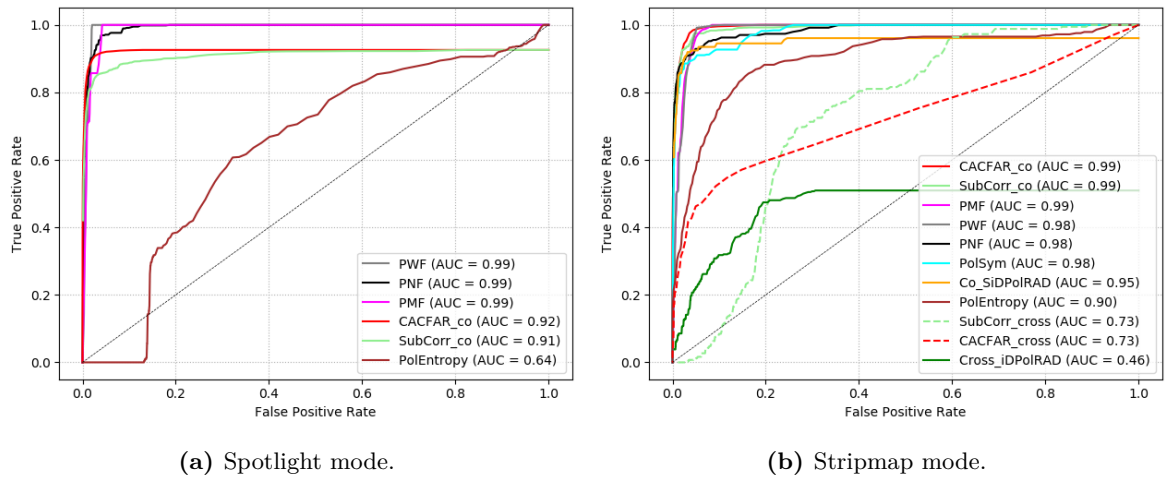 1.0
0.8
0.6
0.4
0.2
0.0
True Positive Rate
0.0 0.2 0.4 0.6 0.8 1.0
False Positive Rate
PWF (AUC = 0.99)
PNF (AUC = 0.99)
PMF (AUC = 0.99)
CACFAR_co (AUC = 0.92)
SubCorr_co (AUC = 0.91)
PolEntropy (AUC = 0.64)
(a) Spotlight mode.
1.0
0.8
0.6
0.4
0.2
0.0
True Positive Rate
0.0 0.2 0.4 0.6 0.8 1.0
False Positive Rate
CACFAR_co (AUC = 0.99)
SubCorr_co (AUC = 0.99)
PMF (AUC = 0.99)
PWF (AUC = 0.98)
PNF (AUC = 0.98)
PolSym (AUC = 0.98)
Co_SiDPolRAD (AUC = 0.95)
PolEntropy (AUC = 0.90)
SubCorr_cross (AUC = 0.73)
CACFAR_cross (AUC = 0.73)
Cross_iDPolRAD (AUC = 0.46)
(b) Stripmap mode.